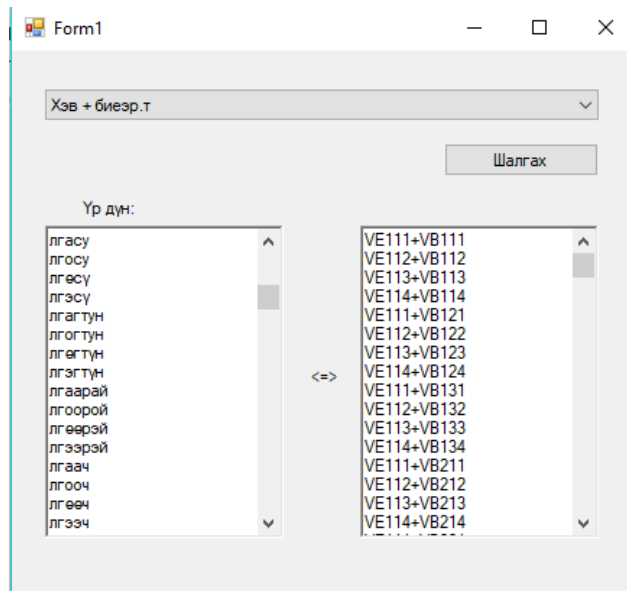 Form1
Хэв + биеэр.т
Шалгах
Үр дүн:
лгасу
лгосу
лгөсү
лгэсү
лгагтун
лгогтун
лгөгтүн
лгэгтүн
лгаарай
лгоорой
лгөөрэй
лгээрэй
лгаач
лгооч
лгөөч
лгээч
<=>
VE111+VB111
VE112+VB112
VE113+VB113
VE114+VB114
VE111+VB121
VE112+VB122
VE113+VB123
VE114+VB124
VE111+VB131
VE112+VB132
VE113+VB133
VE114+VB134
VE111+VB211
VE112+VB212
VE113+VB213
VE114+VB214